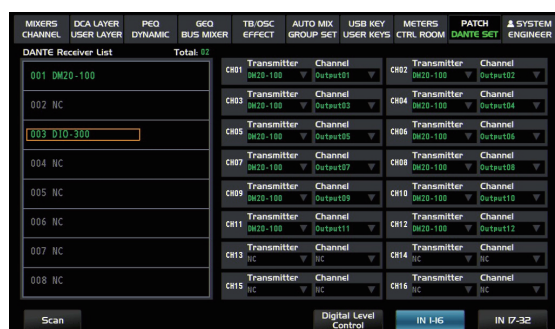 MIXERS DCA LAYER PEQ GEQ TB/OSC AUTO MIX USB KEY METERS PATCH SYSTEM
CHANNEL USER LAYER DYNAMIC BUS MIXER EFFECT GROUP SET USER KEYS CTRL ROOM DANTE SET ENGINEER
DANTE Receiver List Total: 02
001 DM20-100
002 NC
003 DIO-300
004 NC
005 NC
006 NC
007 NC
008 NC
Transmitter Channel Transmitter Channel
CH01 DM20-100 Output01 CH02 DM20-100 Output02
Transmitter Channel Transmitter Channel
CH03 DM20-100 Output03 CH04 DM20-100 Output04
Transmitter Channel Transmitter Channel
CH05 DM20-100 Output05 CH06 DM20-100 Output06
Transmitter Channel Transmitter Channel
CH07 DM20-100 Output07 CH08 DM20-100 Output08
Transmitter Channel Transmitter Channel
CH09 DM20-100 Output09 CH10 DM20-100 Output10
Transmitter Channel Transmitter Channel
CH11 DM20-100 Output11 CH12 DM20-100 Output12
Transmitter Channel Transmitter Channel
CH13 NC NC CH14 NC NC
Transmitter Channel Transmitter Channel
CH15 NC NC CH16 NC NC
Scan Digital Level Control IN 1-16 IN 17-32